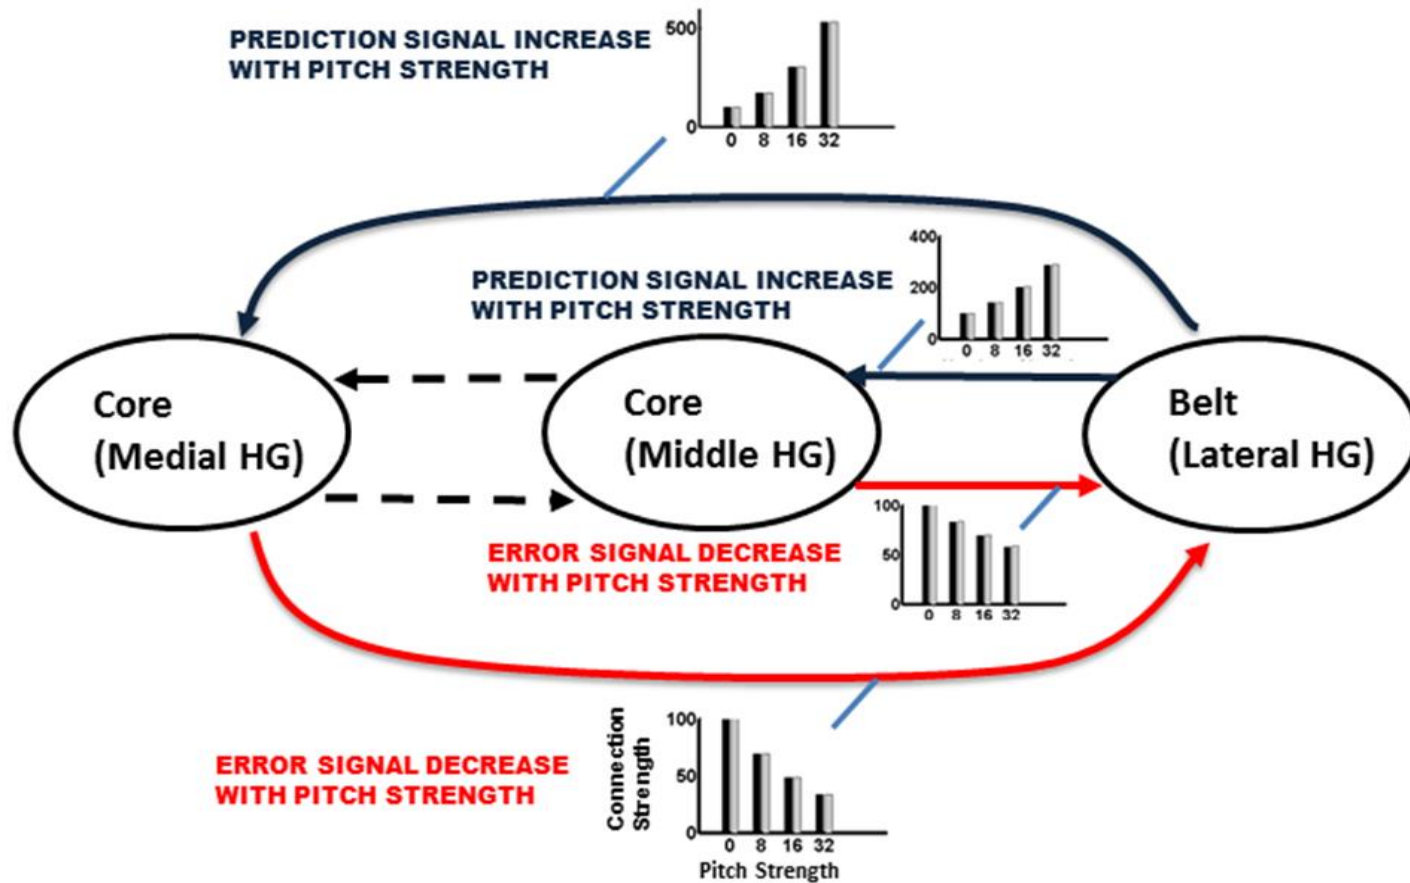 PREDICTION SIGNAL INCREASE
WITH PITCH STRENGTH
500
0
0 8 16 32
PREDICTION SIGNAL INCREASE
WITH PITCH STRENGTH
400
200
0
0 8 16 32
Core
(Medial HG)
Core
(Middle HG)
Belt
(Lateral HG)
ERROR SIGNAL DECREASE
WITH PITCH STRENGTH
100
50
0
0 8 16 32
ERROR SIGNAL DECREASE
WITH PITCH STRENGTH
Connection
Strength
100
50
0
0 8 16 32
Pitch Strength